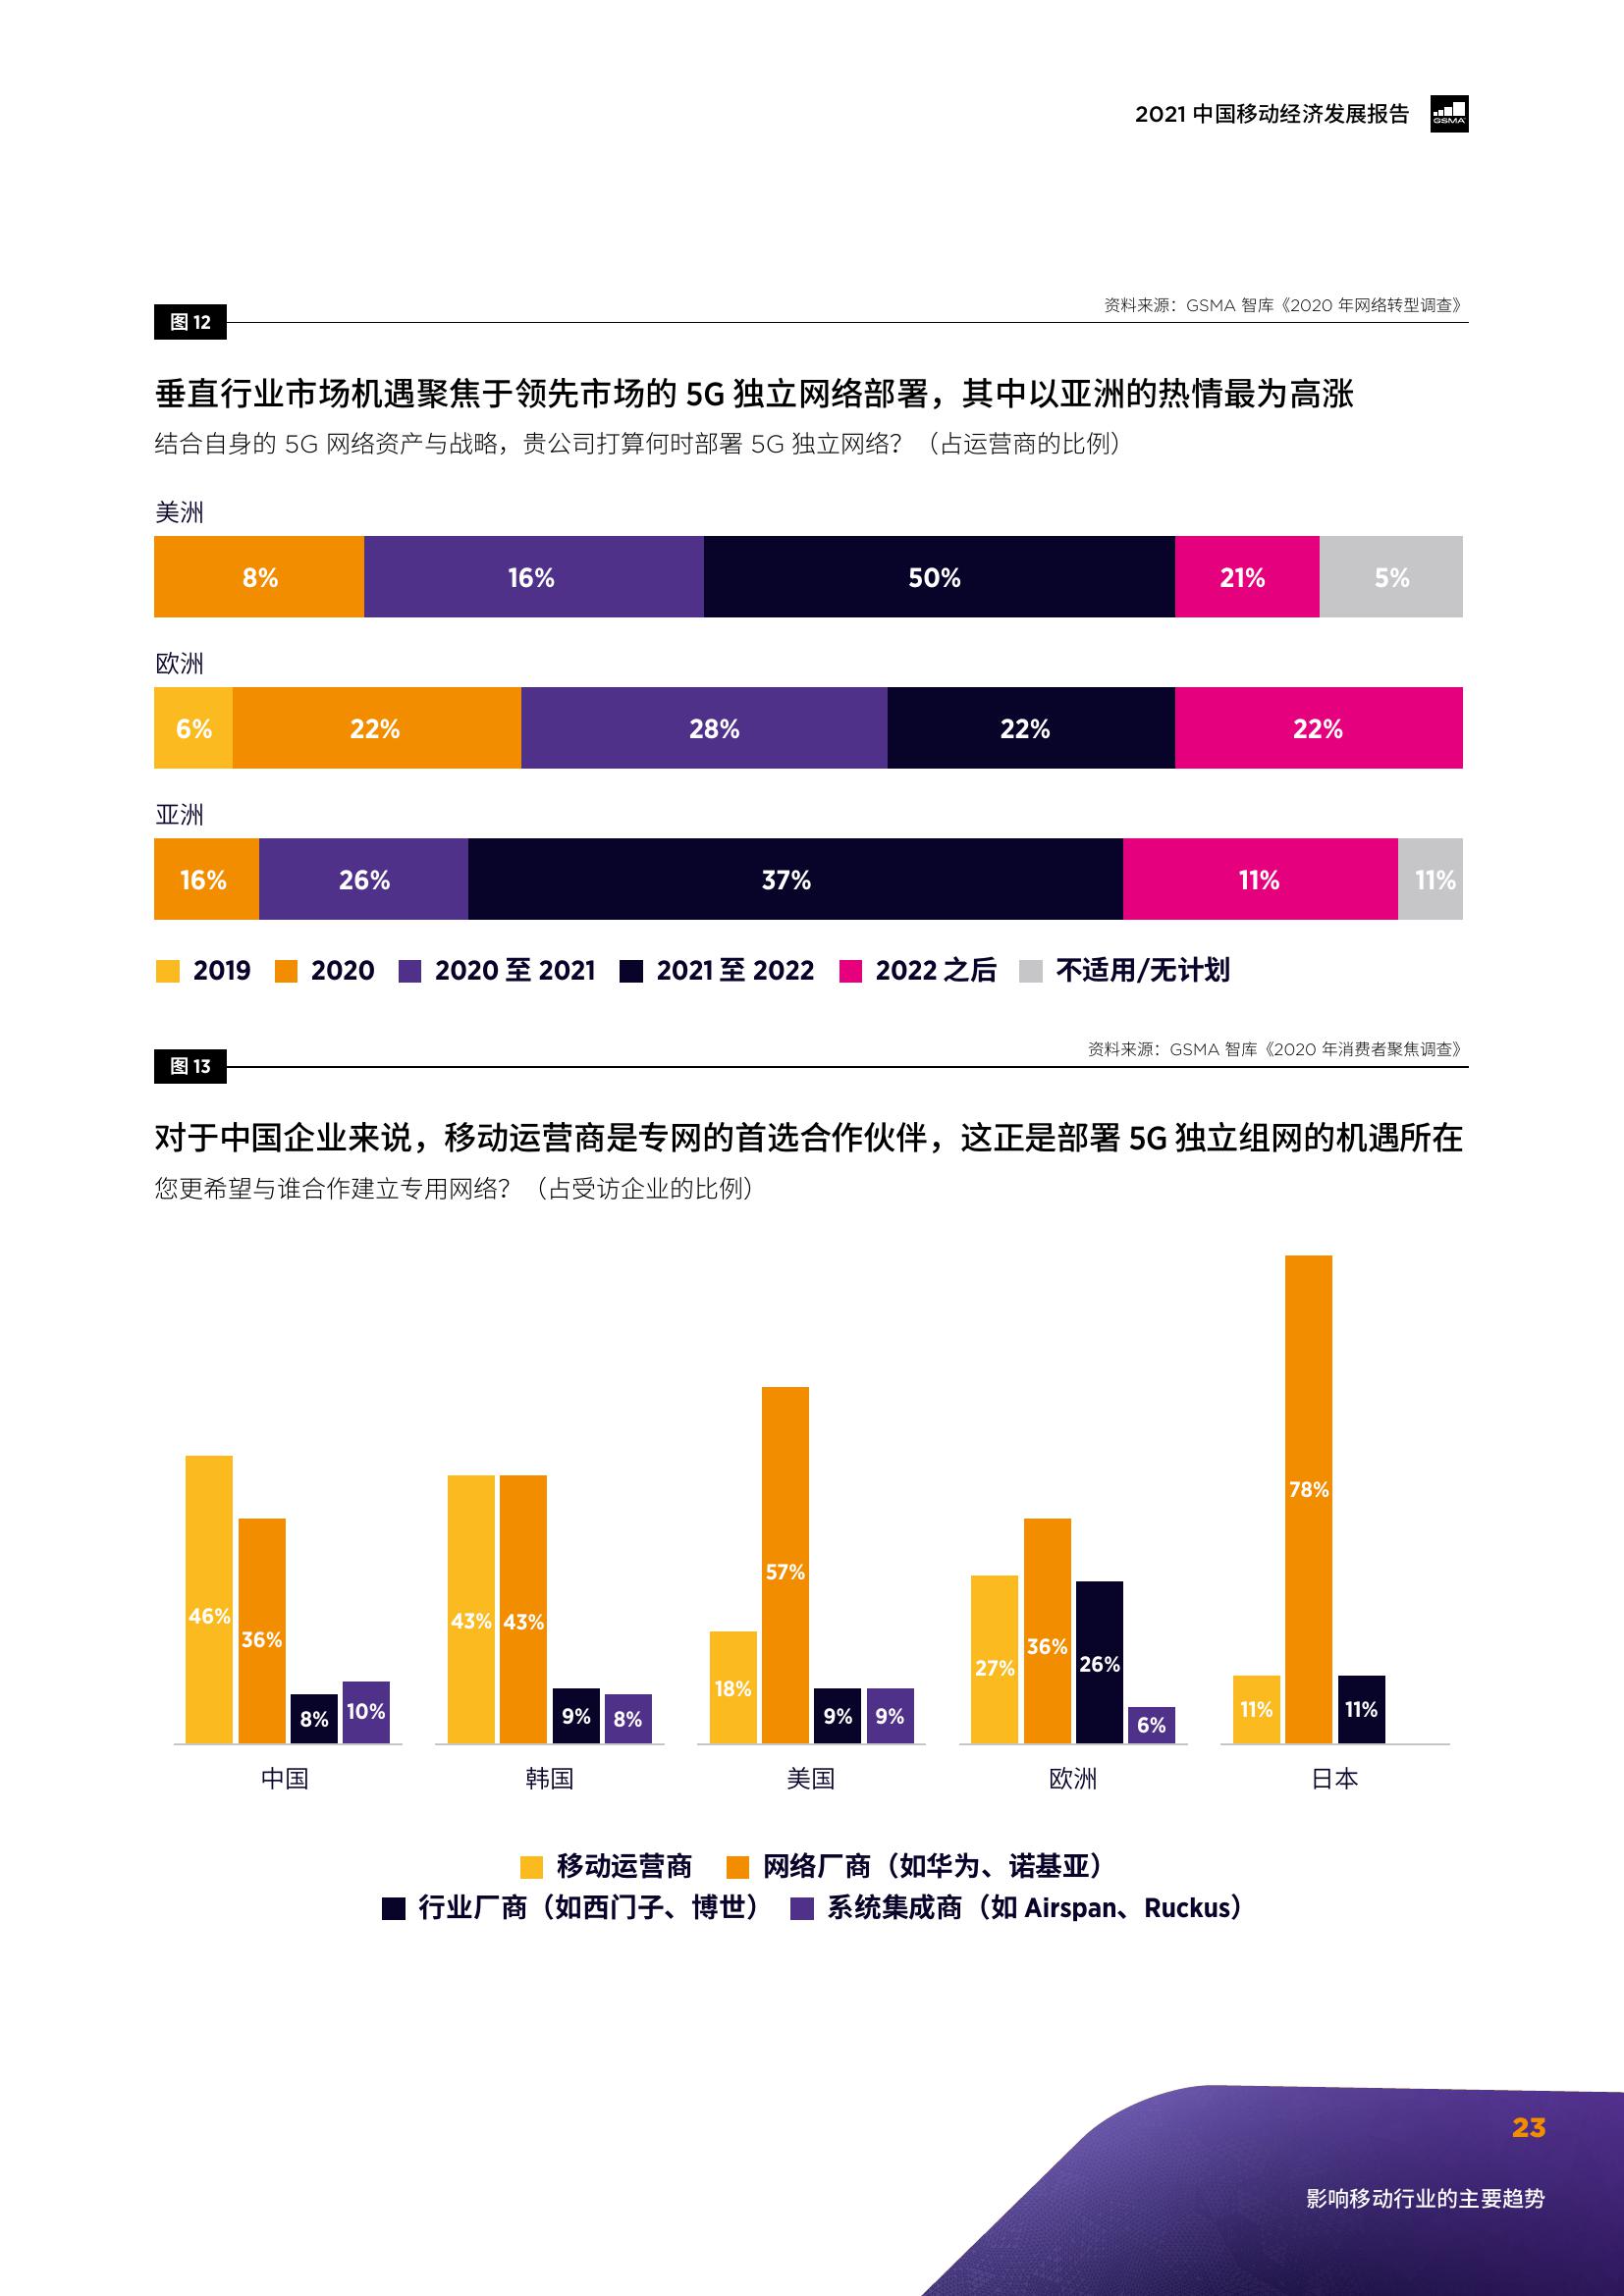 2021 中国移动经济发展报告
GSMA
图 12
资料来源：GSMA 智库《2020 年网络转型调查》
垂直行业市场机遇聚焦于领先市场的 5G 独立网络部署，其中以亚洲的热情最为高涨
结合自身的 5G 网络资产与战略，贵公司打算何时部署 5G 独立网络？（占运营商的比例）
美洲
8% 16% 50% 21% 5%
欧洲
6% 22% 28% 22% 22%
亚洲
16% 26% 37% 11% 11%
2019 2020 2020 至 2021 2021 至 2022 2022 之后 不适用/无计划
图 13
资料来源：GSMA 智库《2020 年消费者聚焦调查》
对于中国企业来说，移动运营商是专网的首选合作伙伴，这正是部署 5G 独立组网的机遇所在
您更希望与谁合作建立专用网络？（占受访企业的比例）
46% 36% 8% 10%
43% 43% 9% 8%
18% 57% 9% 9%
27% 36% 26% 6%
11% 78% 11%
中国 韩国 美国 欧洲 日本
移动运营商 网络厂商（如华为、诺基亚）
行业厂商（如西门子、博世） 系统集成商（如 Airspan、Ruckus）
23
影响移动行业的主要趋势